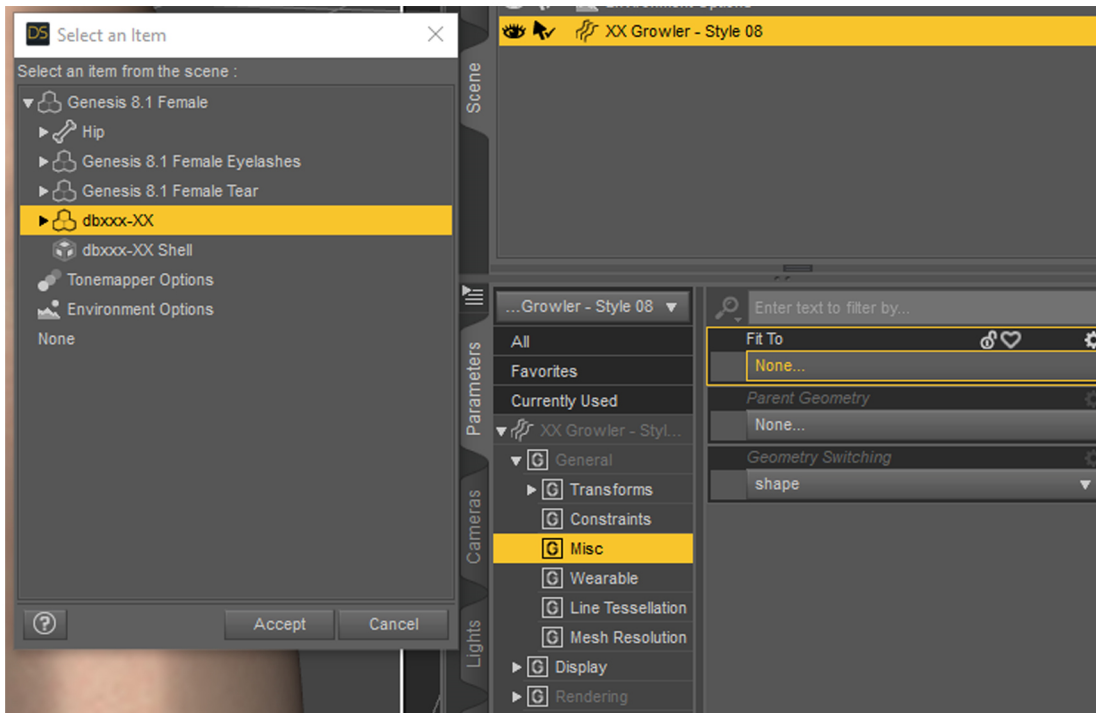 DS Select an Item
Select an item from the scene :
Genesis 8.1 Female
Hip
Genesis 8.1 Female Eyelashes
Genesis 8.1 Female Tear
dbxxx-XX
dbxxx-XX Shell
Tonemapper Options
Environment Options
None
?
Accept
Cancel
XX Growler - Style 08
Scene
Parameters
Cameras
Lights
...Growler - Style 08
All
Favorites
Currently Used
XX Growler - Styl...
G General
G Transforms
G Constraints
G Misc
G Wearable
G Line Tessellation
G Mesh Resolution
G Display
G Rendering
Enter text to filter by...
Fit To
None...
Parent Geometry
None...
Geometry Switching
shape